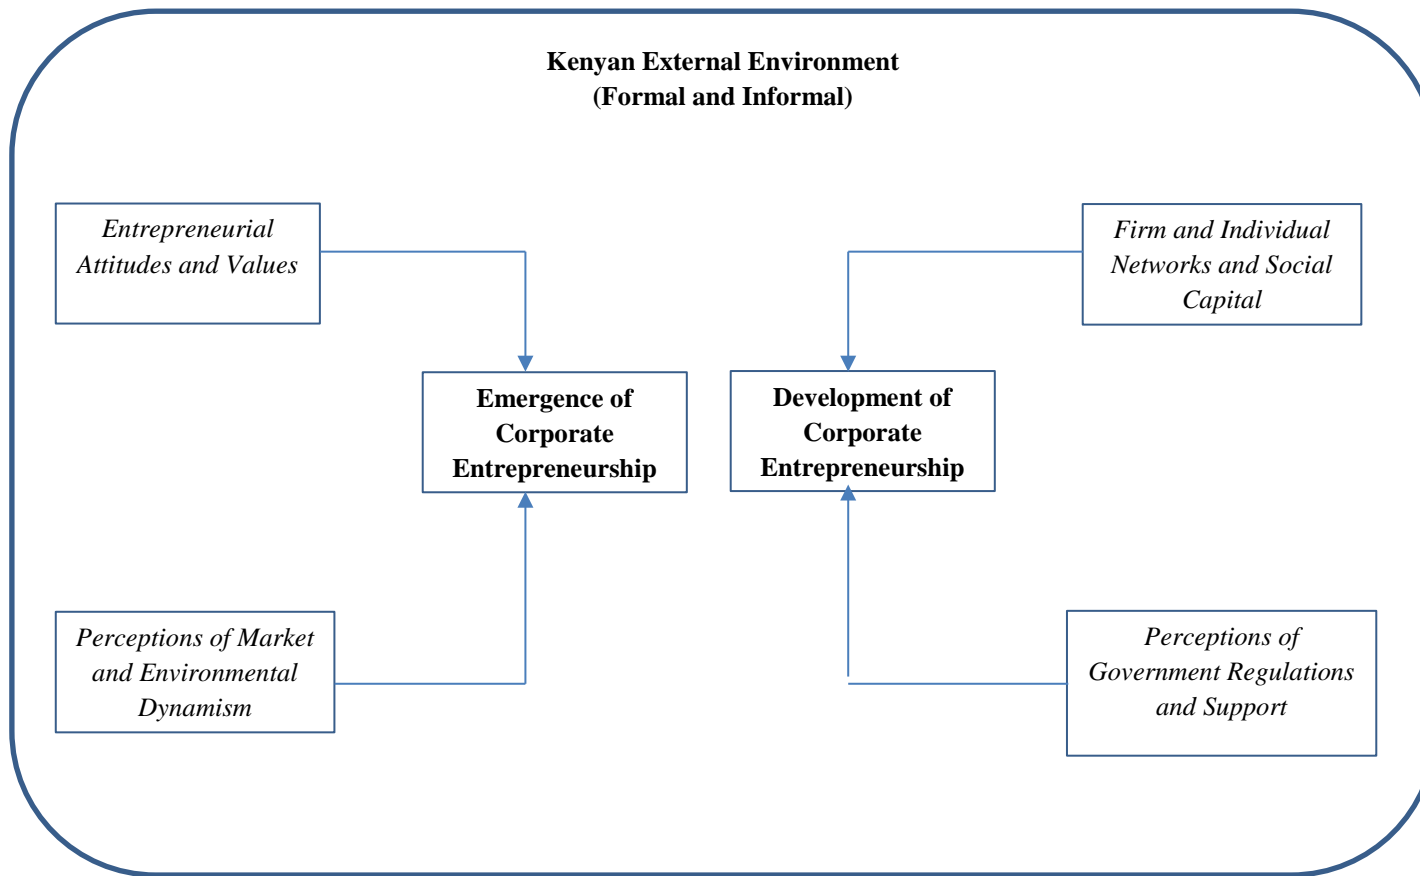 Kenyan External Environment
(Formal and Informal)
Entrepreneurial
Attitudes and Values
Firm and Individual
Networks and Social
Capital
Emergence of
Corporate
Entrepreneurship
Development of
Corporate
Entrepreneurship
Perceptions of Market
and Environmental
Dynamism
Perceptions of
Government Regulations
and Support